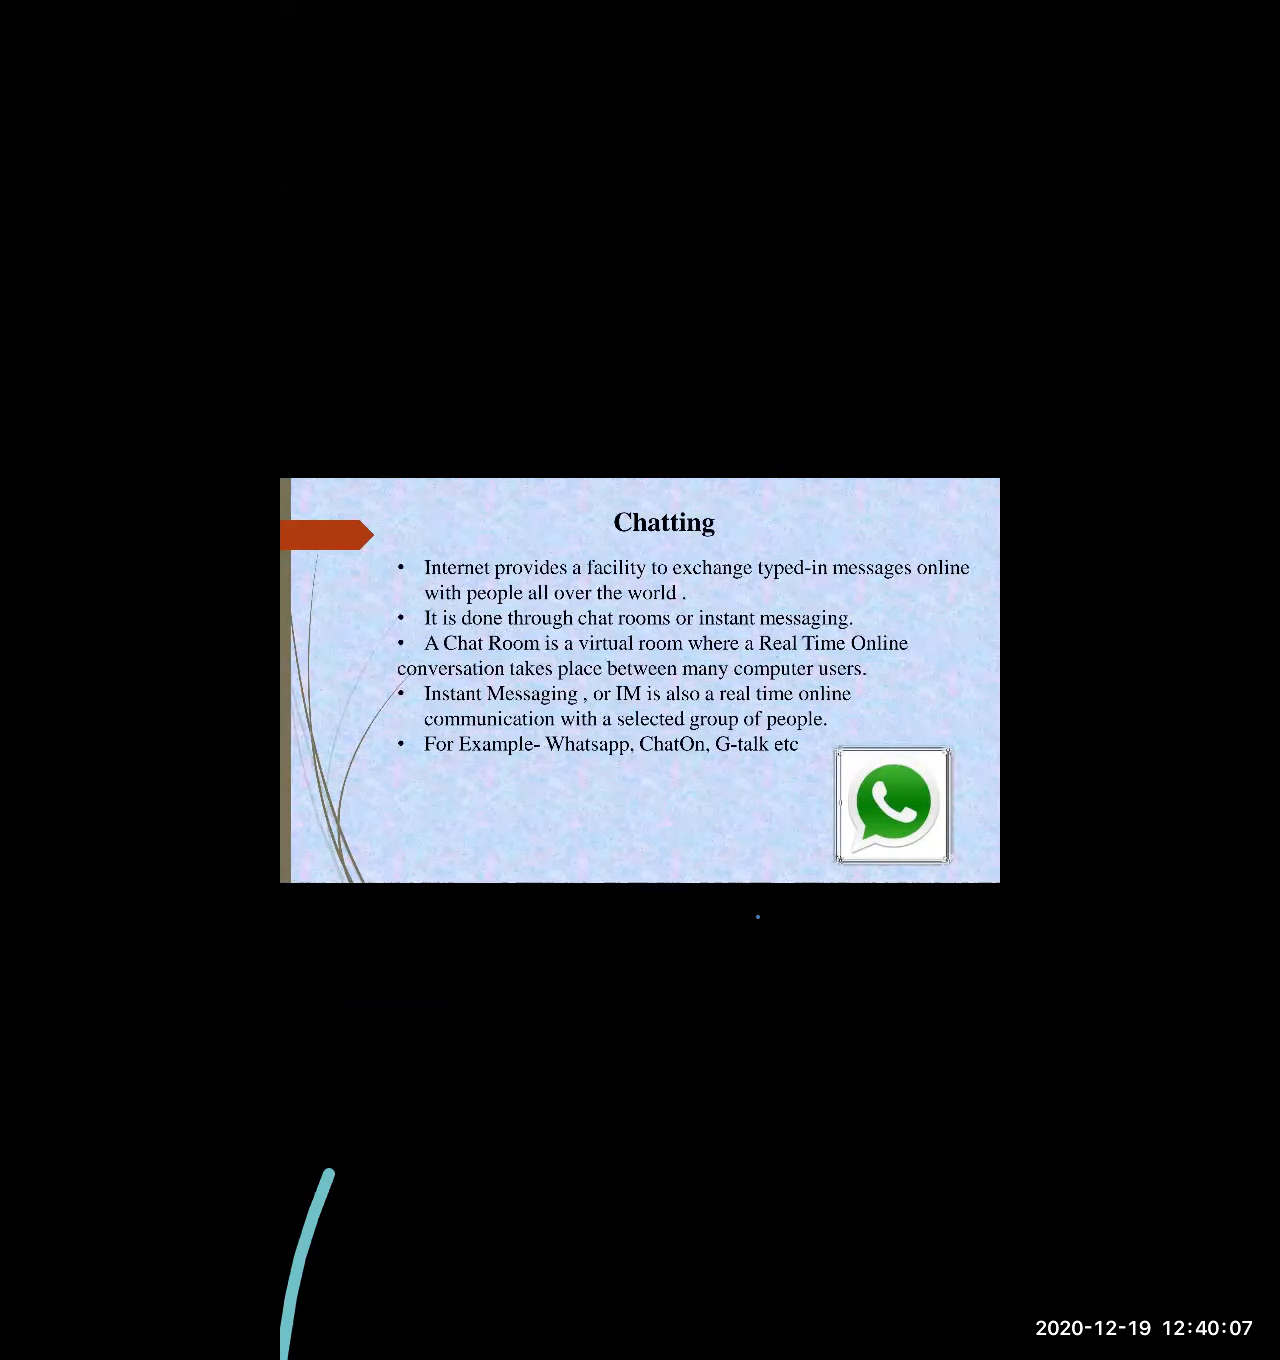 Chatting
• Internet provides a facility to exchange typed-in messages online
with people all over the world .
• It is done through chat rooms or instant messaging.
• A Chat Room is a virtual room where a Real Time Online
conversation takes place between many computer users.
• Instant Messaging , or IM is also a real time online
communication with a selected group of people.
• For Example- Whatsapp, ChatOn, G-talk etc
2020-12-19 12:40:07